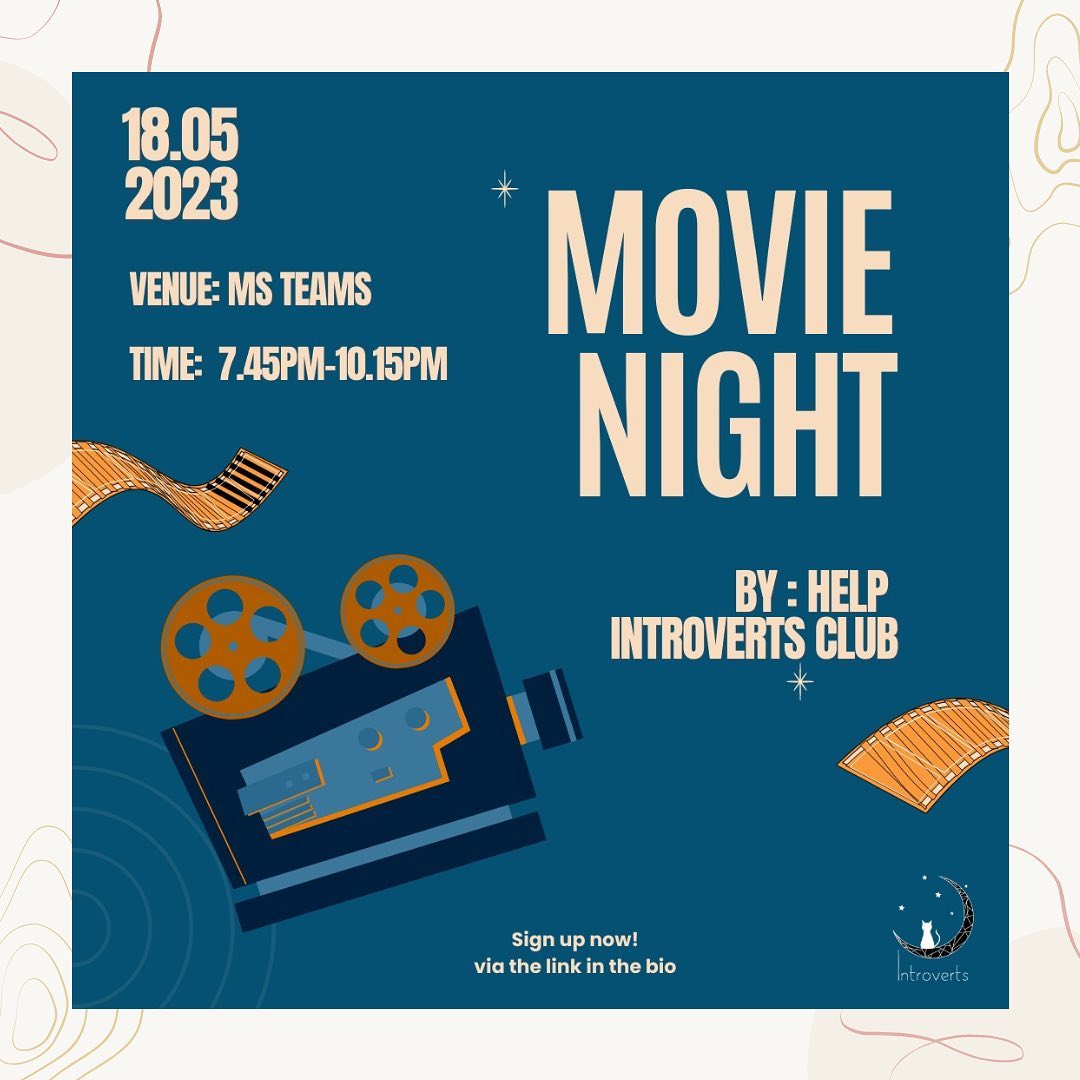 18.05
2023
VENUE: MS TEAMS
TIME: 7.45PM-10.15PM
MOVIE
NIGHT
BY : HELP
INTROVERTS CLUB
Sign up now!
via the link in the bio
Introverts